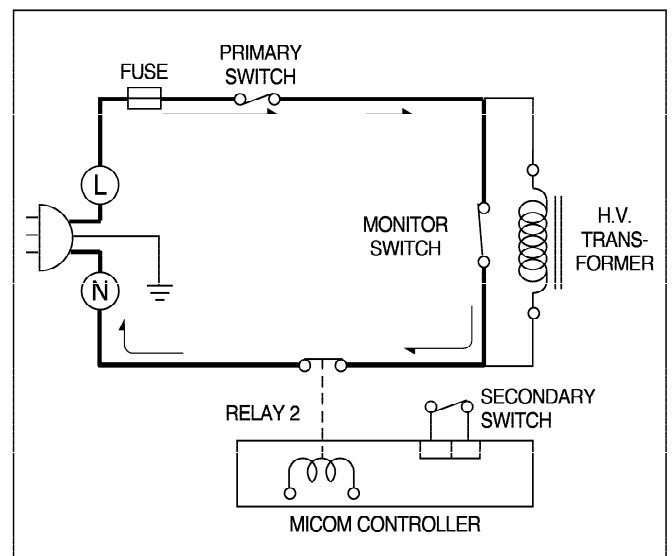 PRIMARY
SWITCH
FUSE
L
MONITOR
SWITCH
H.V.
TRANS-
FORMER
N
RELAY 2
SECONDARY
SWITCH
MICOM CONTROLLER